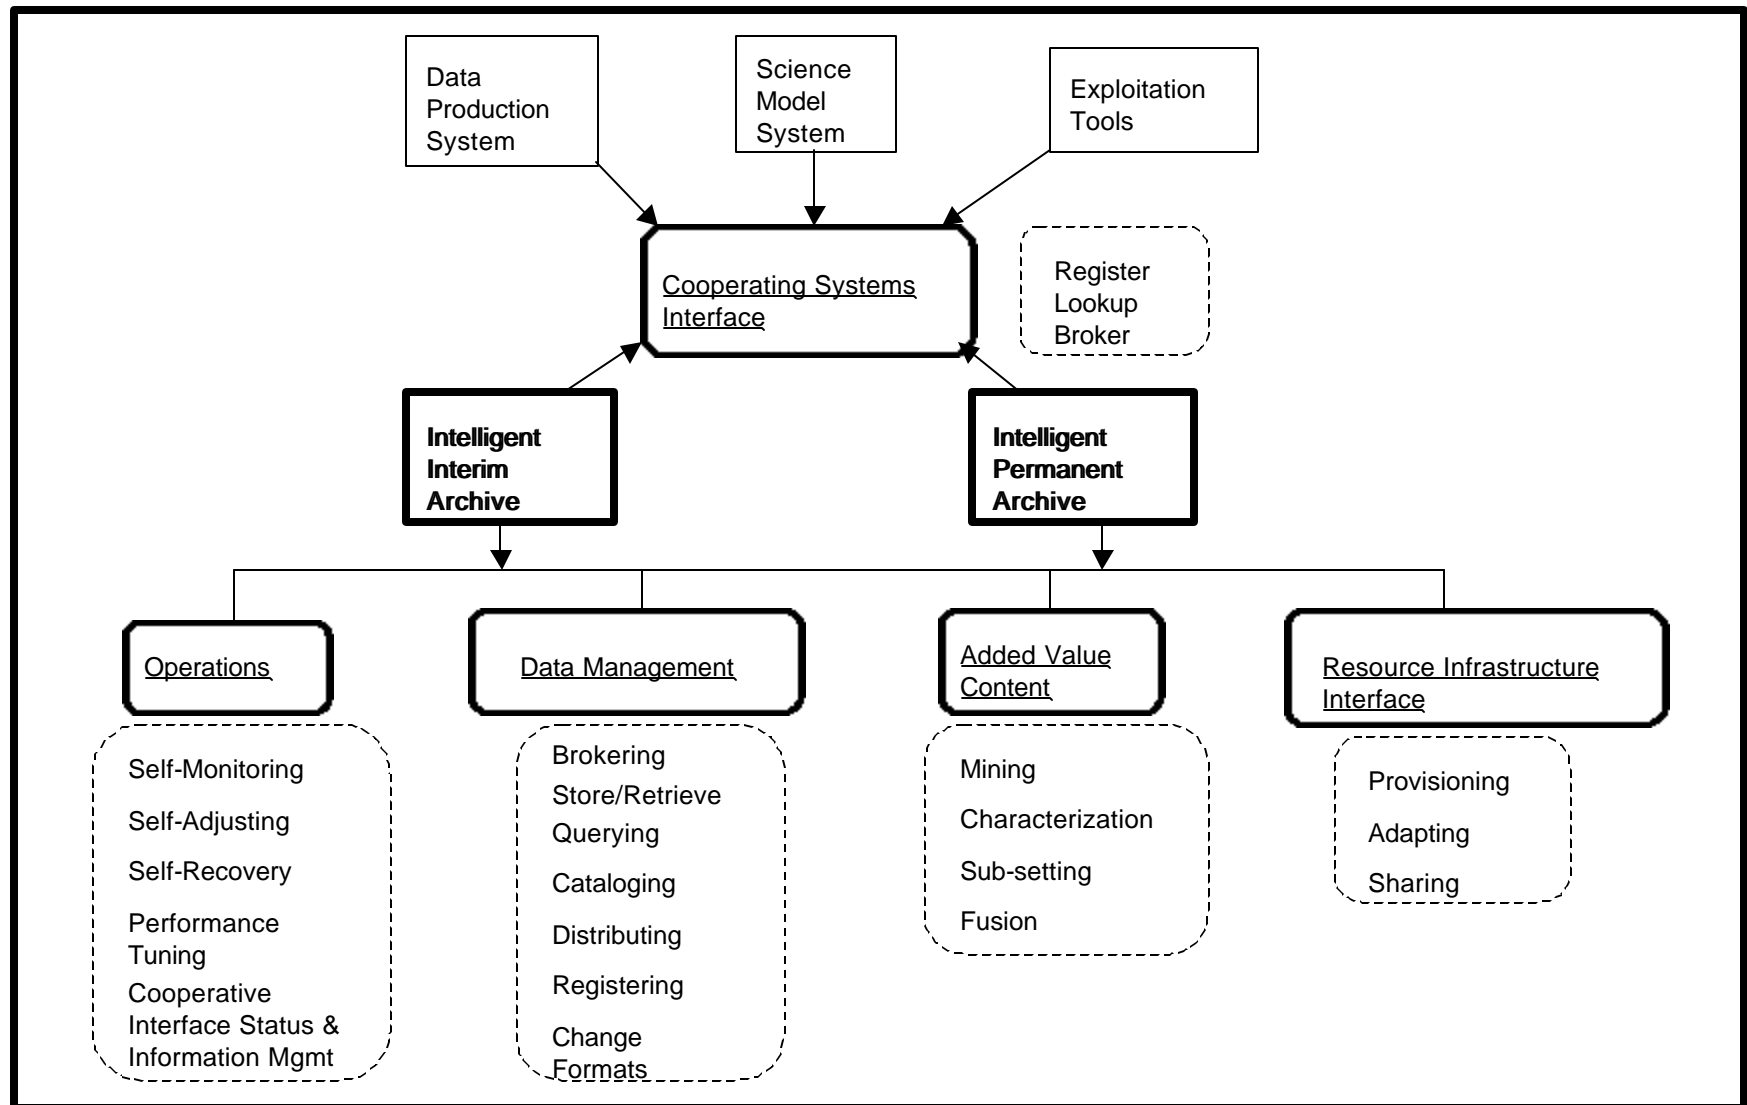 Data
Production
System
Science
Model
System
Exploitation
Tools
Cooperating Systems
Interface
Register
Lookup
Broker
Intelligent
Interim
Archive
Intelligent
Permanent
Archive
Operations
Data Management
Added Value
Content
Resource Infrastructure
Interface
Self-Monitoring
Self-Adjusting
Self-Recovery
Performance
Tuning
Cooperative
Interface Status &
Information Mgmt
Brokering
Store/Retrieve
Querying
Cataloging
Distributing
Registering
Change
Formats
Mining
Characterization
Sub-setting
Fusion
Provisioning
Adapting
Sharing